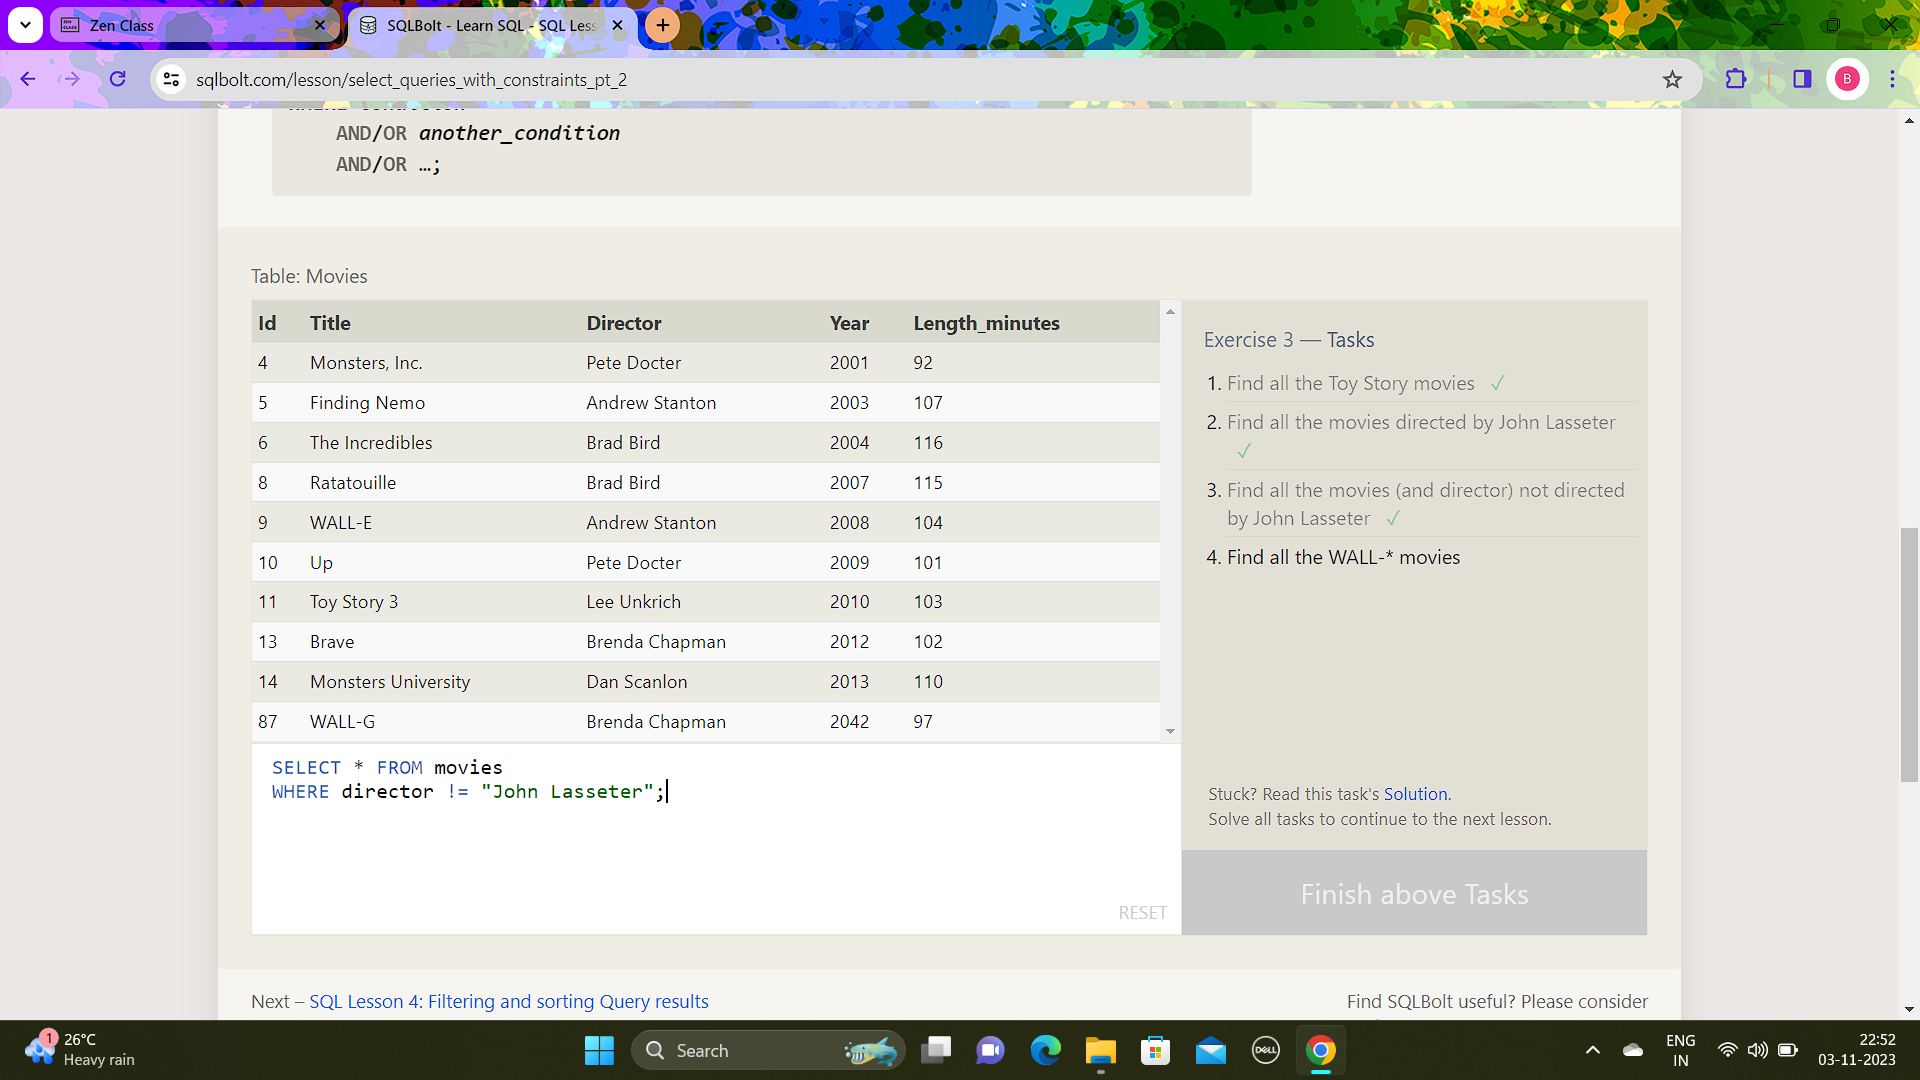 Zen Class
SQLBolt - Learn SQL - SQL Less
sqlbolt.com/lesson/select_queries_with_constraints_pt_2
B
AND/OR another_condition
AND/OR …;
Table: Movies
Id Title Director Year Length_minutes
4 Monsters, Inc. Pete Docter 2001 92
5 Finding Nemo Andrew Stanton 2003 107
6 The Incredibles Brad Bird 2004 116
8 Ratatouille Brad Bird 2007 115
9 WALL-E Andrew Stanton 2008 104
10 Up Pete Docter 2009 101
11 Toy Story 3 Lee Unkrich 2010 103
13 Brave Brenda Chapman 2012 102
14 Monsters University Dan Scanlon 2013 110
87 WALL-G Brenda Chapman 2042 97
SELECT * FROM movies
WHERE director != "John Lasseter";
RESET
Exercise 3 — Tasks
1. Find all the Toy Story movies ✓
2. Find all the movies directed by John Lasseter
✓
3. Find all the movies (and director) not directed
by John Lasseter ✓
4. Find all the WALL-* movies
Stuck? Read this task's Solution.
Solve all tasks to continue to the next lesson.
Finish above Tasks
Next – SQL Lesson 4: Filtering and sorting Query results
Find SQLBolt useful? Please consider
1
26°C
Heavy rain
Search
DELL
ENG
IN
22:52
03-11-2023